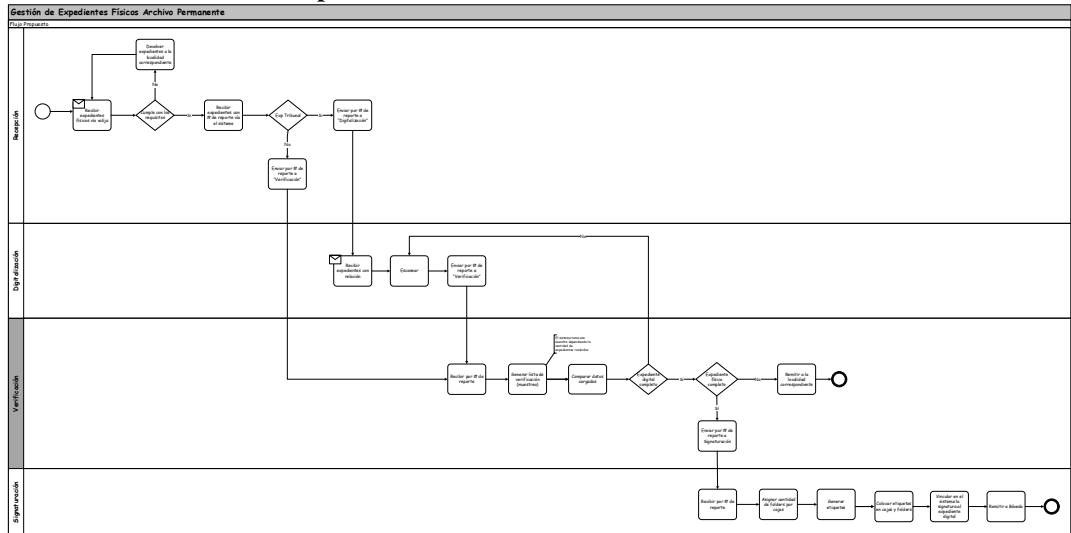 Gestión de Expedientes Físicos Archivo Permanente
Flujo Propuesto
Recepción
Devolver
expedientes a la
localidad
correspondiente
No
Recibir
expedientes
físicos vía valija
Cumple con los
requisitos
Si
Recibir
expedientes con
# de reporte vía
el sistema
Exp Tribunal
Si
Enviar por # de
reporte a
"Digitalización"
No
Enviar por # de
reporte a
"Verificación"
Digitalización
Recibir
expedientes con
relación
Escanear
Enviar por # de
reporte a
"Verificación"
No
Verificación
cantidad de
Recibir por # de
reporte
Generar lista de
verificación
(muestreo)
Comparar datos
cargados
Expediente
digital
completo
Si
Expediente
físico
completo
No
Remitir a la
localidad
correspondiente
Si
Enviar por # de
reporte a
Signaturación
Signaturación
Recibir por # de
reporte
Asignar cantidad
de folders por
cajas
Generar
etiquetas
Colocar etiquetas
en cajas y folders
Vincular en el
sistema la
signatura al
expediente
digital
Remitir a Bóveda